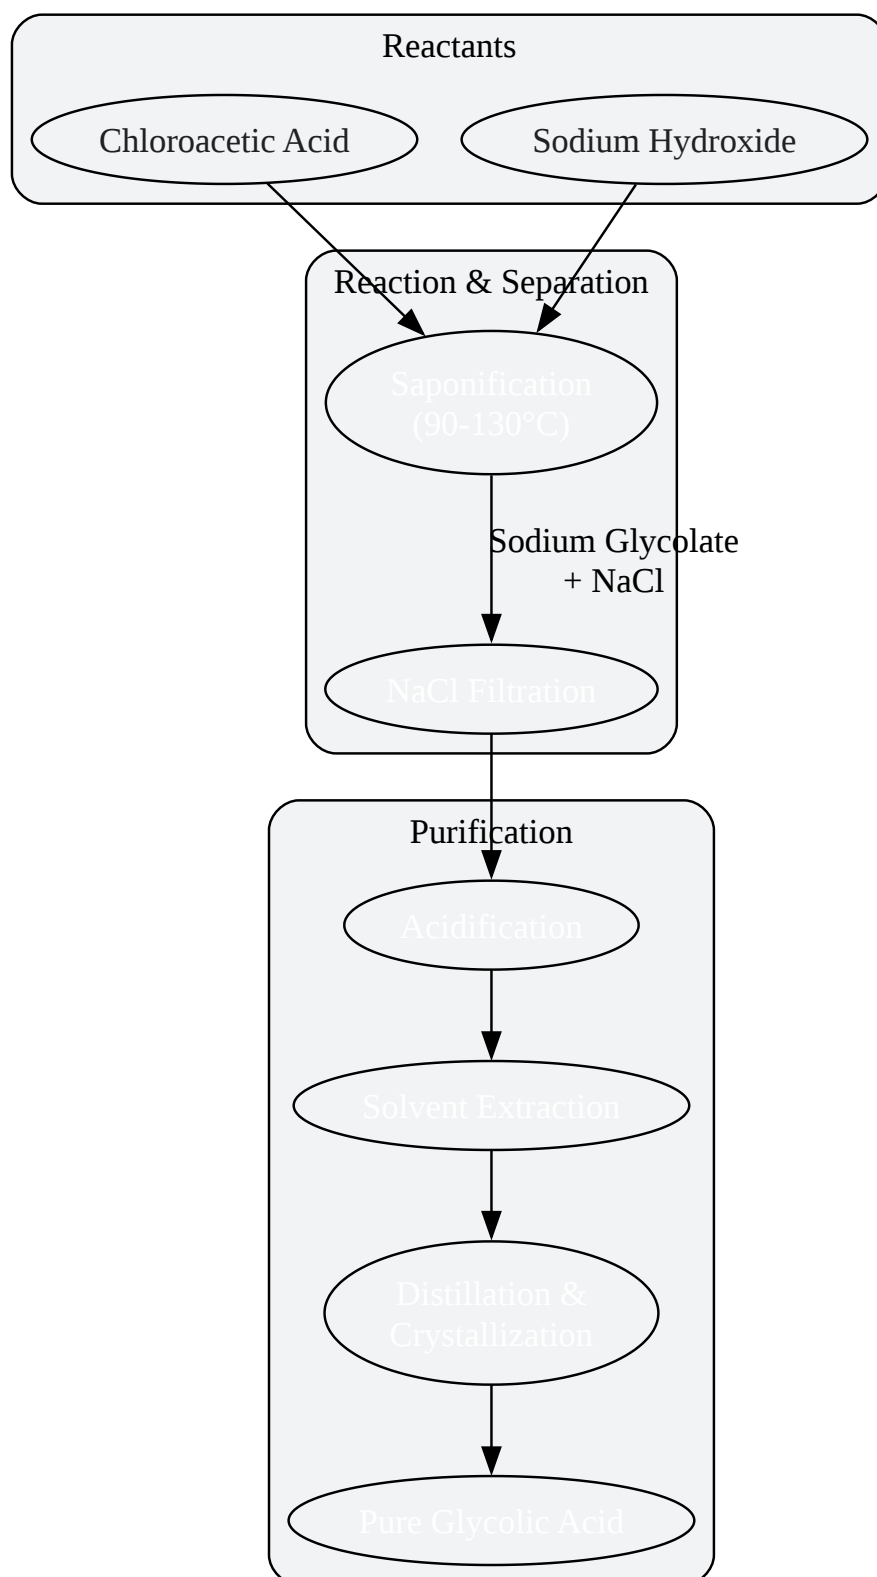 Reactants
Chloroacetic Acid
Sodium Hydroxide
Reaction & Separation
Saponification
(90-130°C)
Sodium Glycolate
+ NaCl
NaCl Filtration
Purification
Acidification
Solvent Extraction
Distillation &
Crystallization
Pure Glycolic Acid